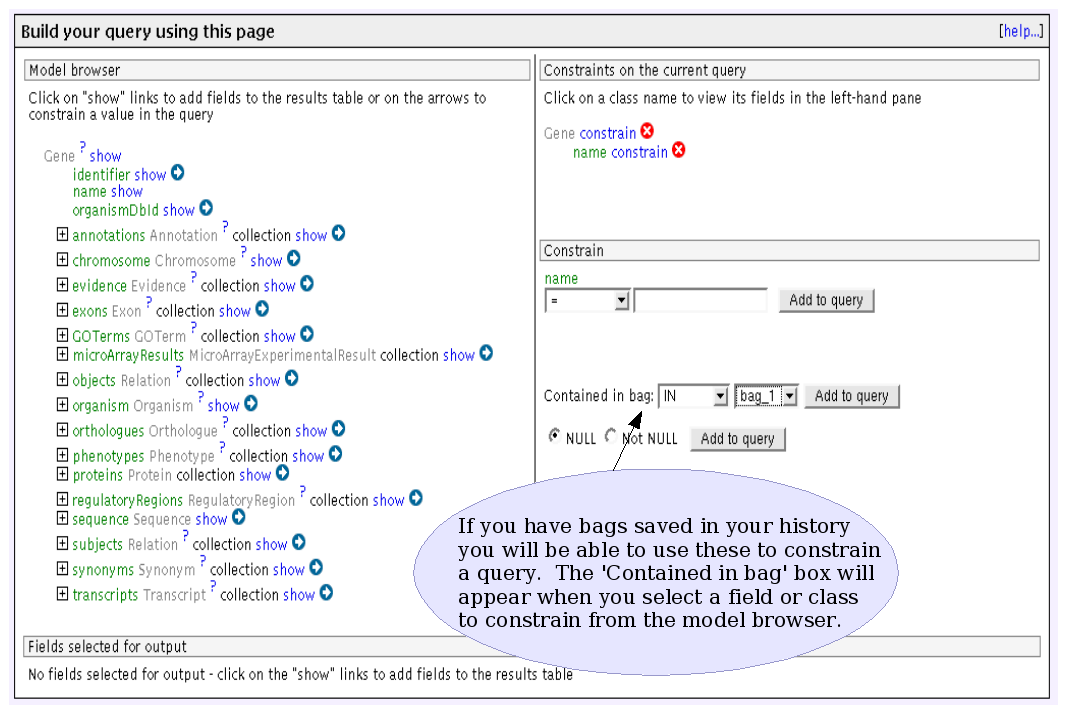 Build your query using this page [help...]
Model browser
Click on "show" links to add fields to the results table or on the arrows to
constrain a value in the query
Gene ? show
identifier show
name show
organismDbId show
annotations Annotation ? collection show
chromosome Chromosome ? show
evidence Evidence ? collection show
exons Exon ? collection show
GOTerms GOTerm ? collection show
microArrayResults MicroArrayExperimentalResult collection show
objects Relation ? collection show
organism Organism ? show
orthologues Orthologue ? collection show
phenotypes Phenotype ? collection show
proteins Protein collection show
regulatoryRegions RegulatoryRegion ? collection show
sequence Sequence show
subjects Relation ? collection show
synonyms Synonym ? collection show
transcripts Transcript ? collection show
Constraints on the current query
Click on a class name to view its fields in the left-hand pane
Gene constrain
name constrain
Constrain
name
= Add to query
Contained in bag: IN bag_1 Add to query
NULL Not NULL Add to query
If you have bags saved in your history
you will be able to use these to constrain
a query. The 'Contained in bag' box will
appear when you select a field or class
to constrain from the model browser.
Fields selected for output
No fields selected for output - click on the "show" links to add fields to the results table